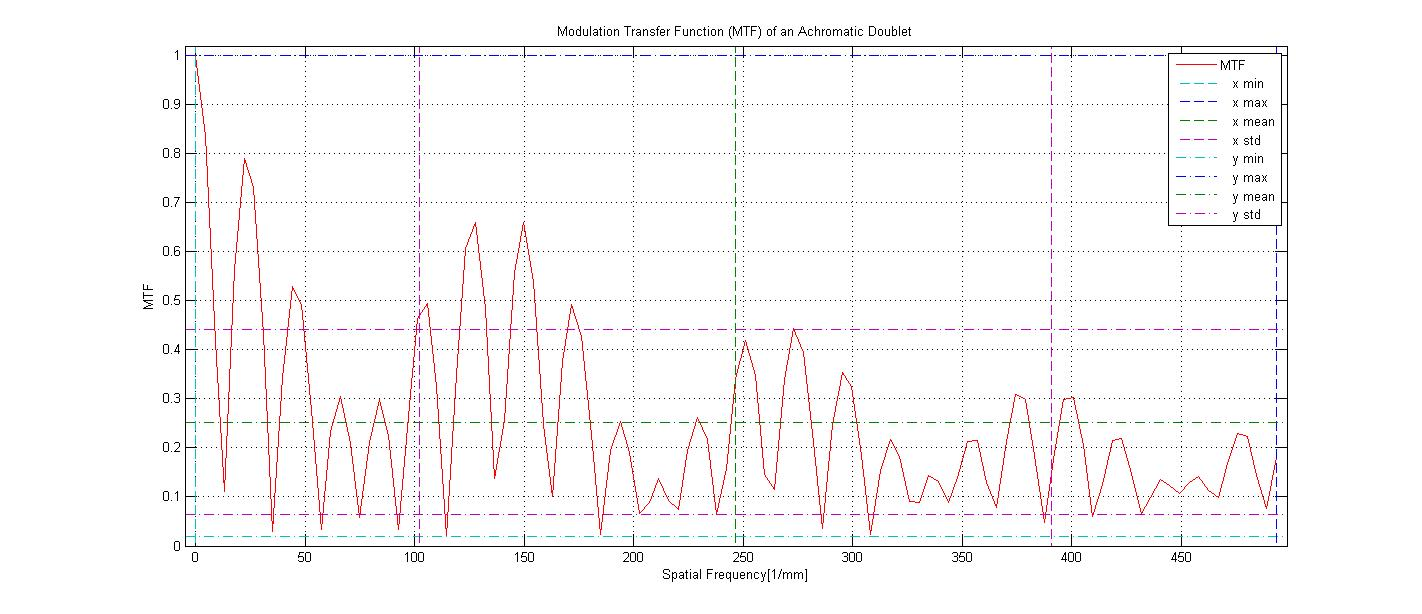 Modulation Transfer Function (MTF) of an Achromatic Doublet
MTF
x min
x max
x mean
x std
y min
y max
y mean
y std
1
0.9
0.8
0.7
0.6
0.5
0.4
0.3
0.2
0.1
0
MTF
0 50 100 150 200 250 300 350 400 450
Spatial Frequency[1/mm]